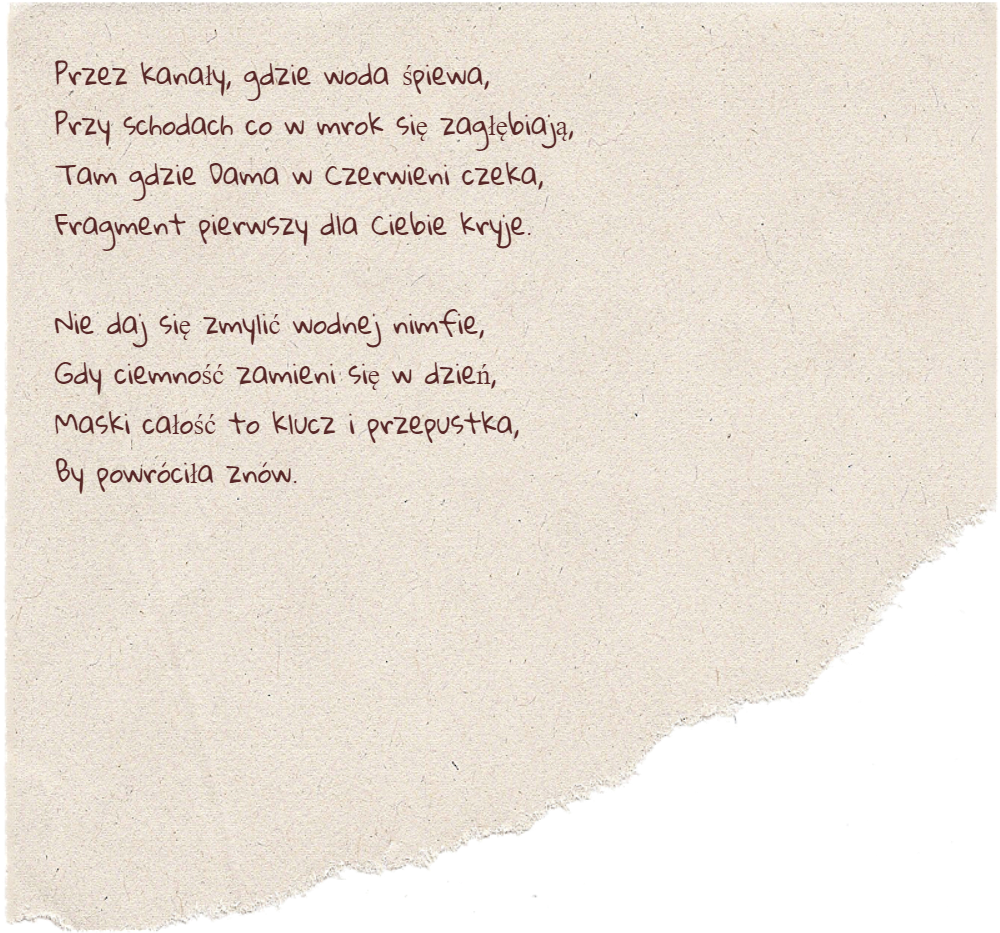 Przez kanały, gdzie woda śpiewa,
Przy schodach co w mrok się zagłębiają,
Tam gdzie Dama w Czerwieni czeka,
Fragment pierwszy dla Ciebie kryje.

Nie daj się zmylić wodnej nimfie,
Gdy ciemność zamieni się w dzień,
Maski całość to klucz i przepustka,
By powróciła znów.